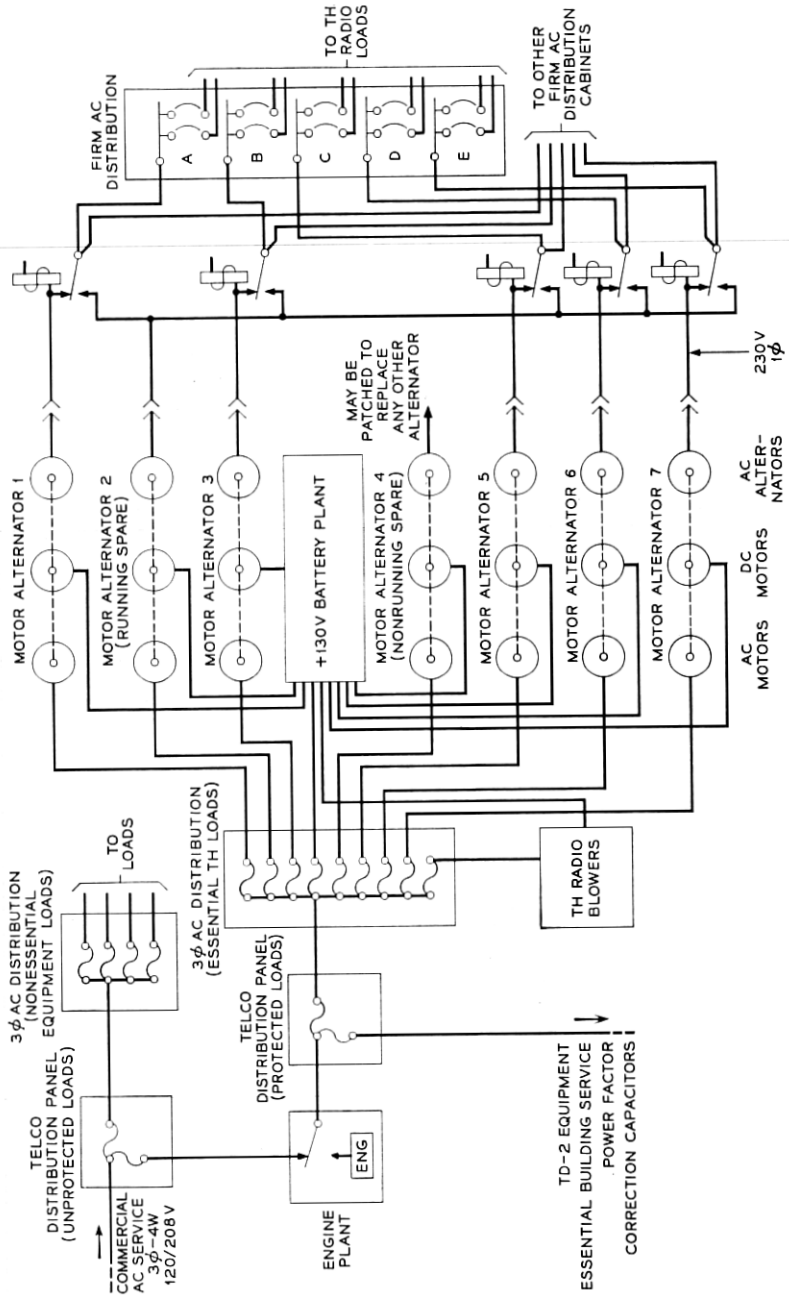 COMMERCIAL
AC SERVICE
3φ-4W
120/208V
TELCO
DISTRIBUTION PANEL
(UNPROTECTED LOADS)
3φ AC DISTRIBUTION
(NONESSENTIAL
EQUIPMENT LOADS)
TO
LOADS
ENGINE
PLANT
ENG
TELCO
DISTRIBUTION PANEL
(PROTECTED LOADS)
TD-2 EQUIPMENT
ESSENTIAL BUILDING SERVICE
POWER FACTOR
CORRECTION CAPACITORS
3φ AC DISTRIBUTION
(ESSENTIAL TH LOADS)
TH RADIO
BLOWERS
MOTOR ALTERNATOR 1
MOTOR ALTERNATOR 2
(RUNNING SPARE)
MOTOR ALTERNATOR 3
+130V BATTERY PLANT
MOTOR ALTERNATOR 4
(NONRUNNING SPARE)
MOTOR ALTERNATOR 5
MOTOR ALTERNATOR 6
MOTOR ALTERNATOR 7
AC
MOTORS
DC
MOTORS
AC
ALTER-
NATORS
MAY BE
PATCHED TO
REPLACE
ANY OTHER
ALTERNATOR
230V
1φ
FIRM AC
DISTRIBUTION
A
B
C
D
E
TO TH
RADIO
LOADS
TO OTHER
FIRM AC
DISTRIBUTION
CABINETS